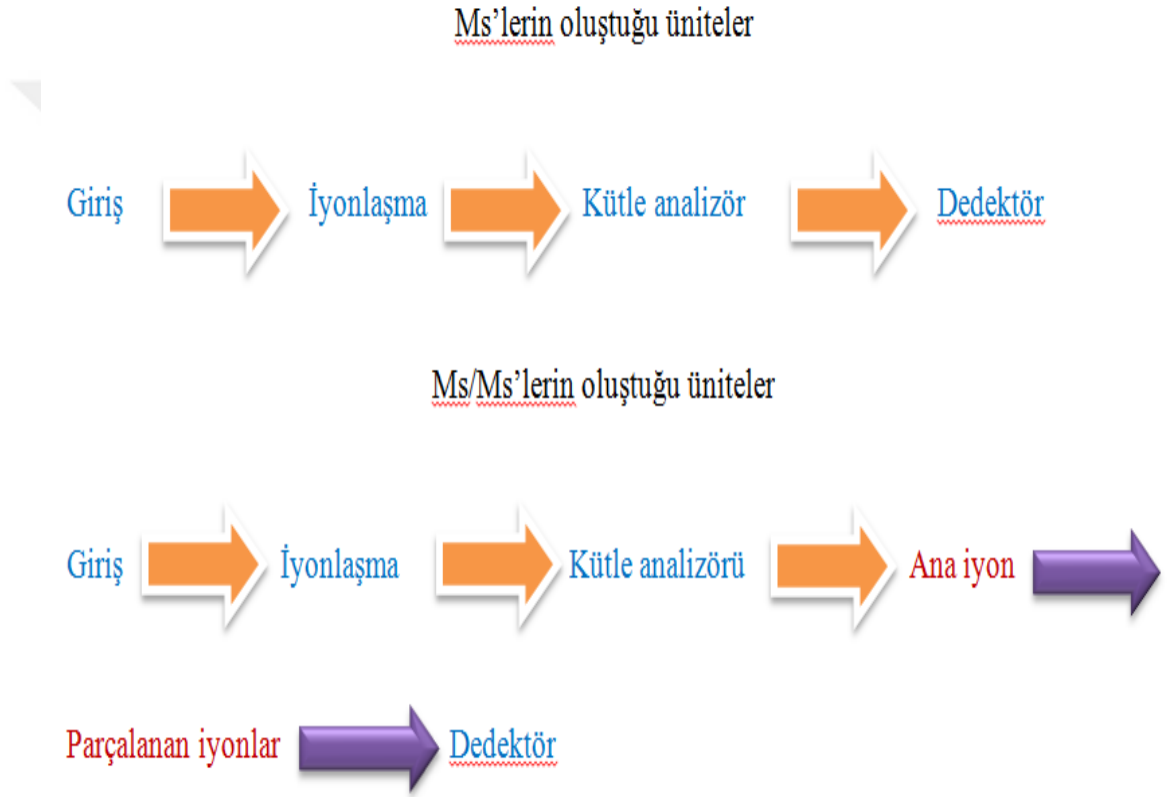 Ms’lerin oluştuğu üniteler
Giriş İyonlaşma Kütle analizör Dedektör
Ms/Ms’lerin oluştuğu üniteler
Giriş İyonlaşma Kütle analizörü Ana iyon
Parçalanan iyonlar Dedektör